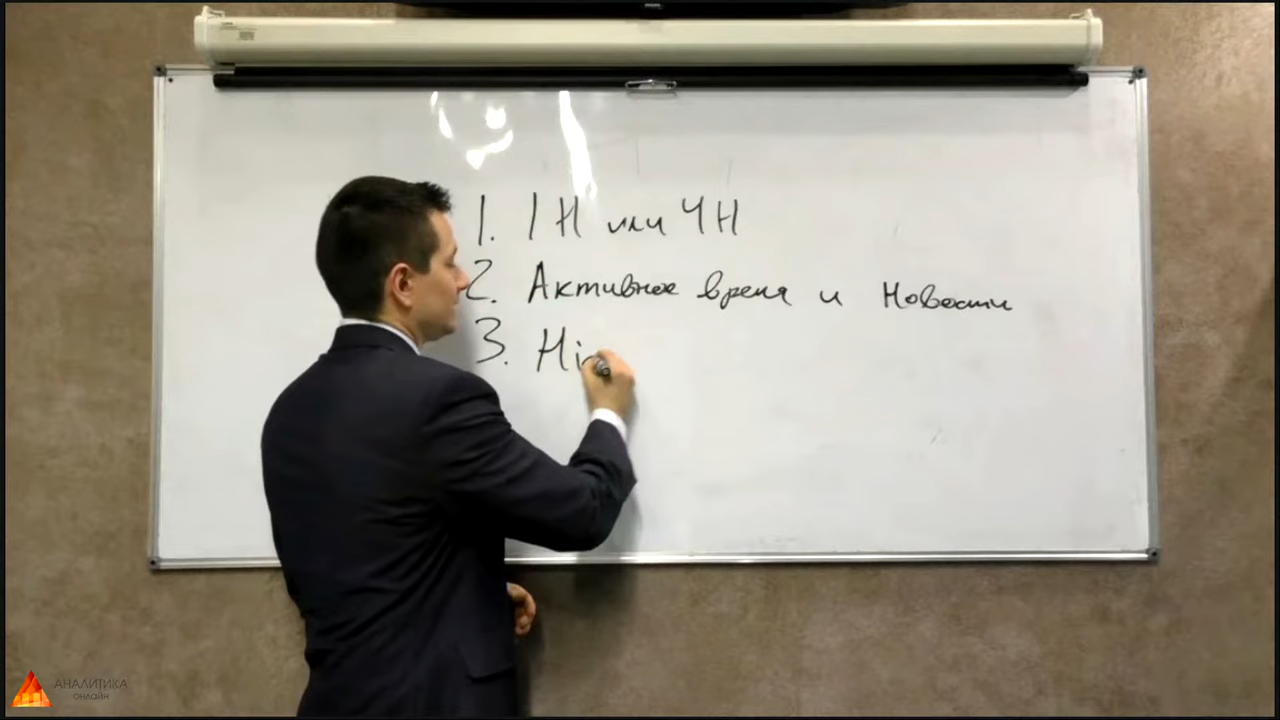 1. 1H или 4H
2. Активное время и Новости
3. Hi
АНАЛИТИКА
онлайн